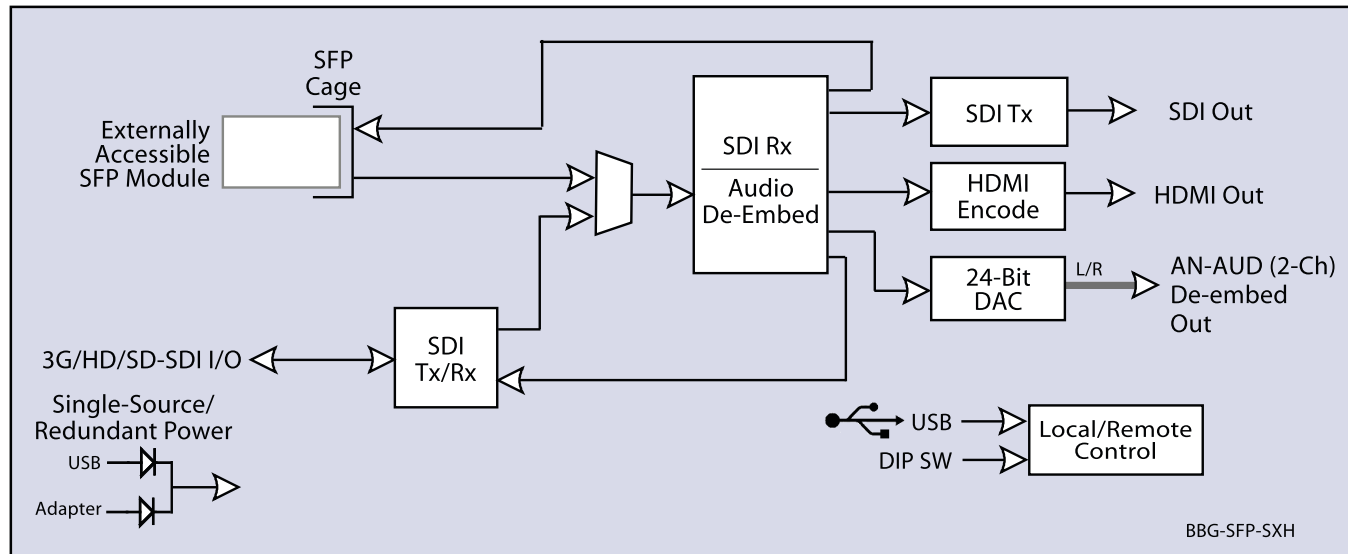 SFP
Cage
Externally
Accessible
SFP Module
SDI Rx
Audio
De-Embed
SDI Tx
SDI Out
HDMI
Encode
HDMI Out
24-Bit
DAC
L/R
AN-AUD (2-Ch)
De-embed
Out
3G/HD/SD-SDI I/O
SDI
Tx/Rx
Single-Source/
Redundant Power
USB
Adapter
USB
DIP SW
Local/Remote
Control
BBG-SFP-SXH